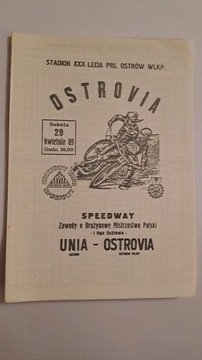 STADION XXX-LECIA PRL OSTRÓW WLKP.
OSTROVIA
Sobota
29
kwietnia 89
Godz. 16.00
SPEEDWAY
Zawody o Drużynowe Mistrzostwo Polski
- I liga żużlowa -
UNIA - OSTROVIA
LESZNO OSTRÓW WLKP.